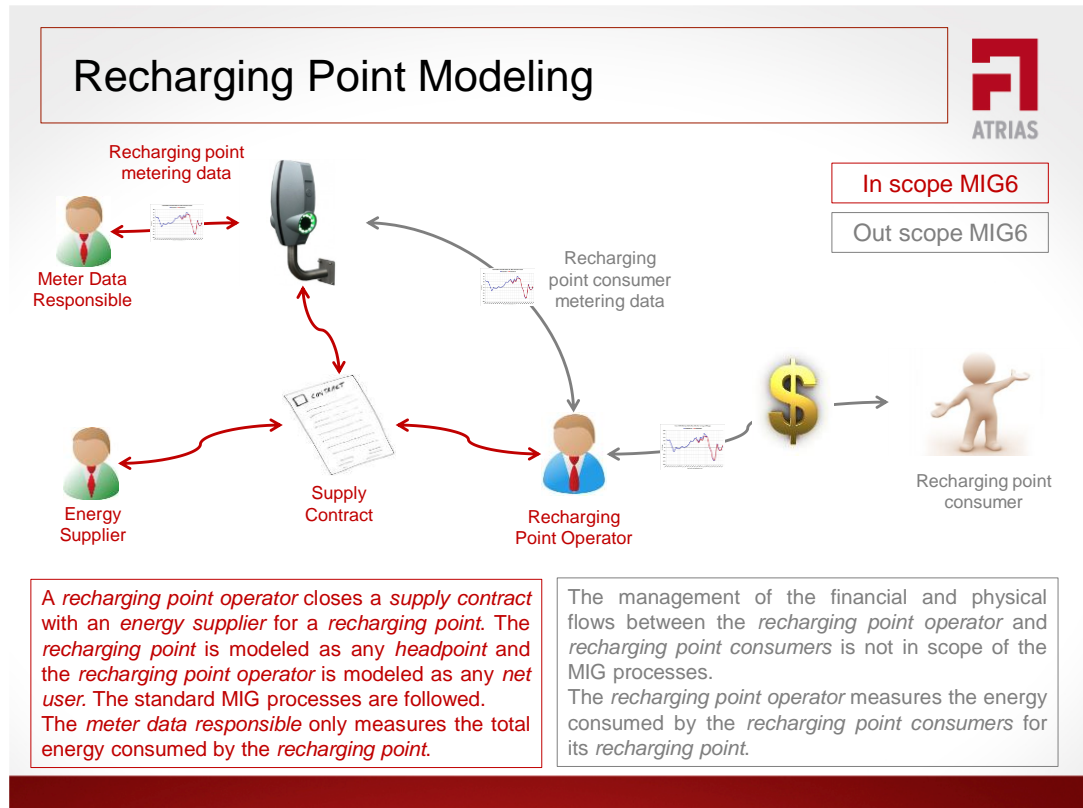 Recharging Point Modeling
ATRIAS
Recharging point
metering data
In scope MIG6
Out scope MIG6
Meter Data
Responsible
Recharging
point consumer
metering data
CONTRACT
Energy
Supplier
Supply
Contract
Recharging
Point Operator
$
Recharging point
consumer
A recharging point operator closes a supply contract
with an energy supplier for a recharging point. The
recharging point is modeled as any headpoint and
the recharging point operator is modeled as any net
user. The standard MIG processes are followed.
The meter data responsible only measures the total
energy consumed by the recharging point.
The management of the financial and physical
flows between the recharging point operator and
recharging point consumers is not in scope of the
MIG processes.
The recharging point operator measures the energy
consumed by the recharging point consumers for
its recharging point.